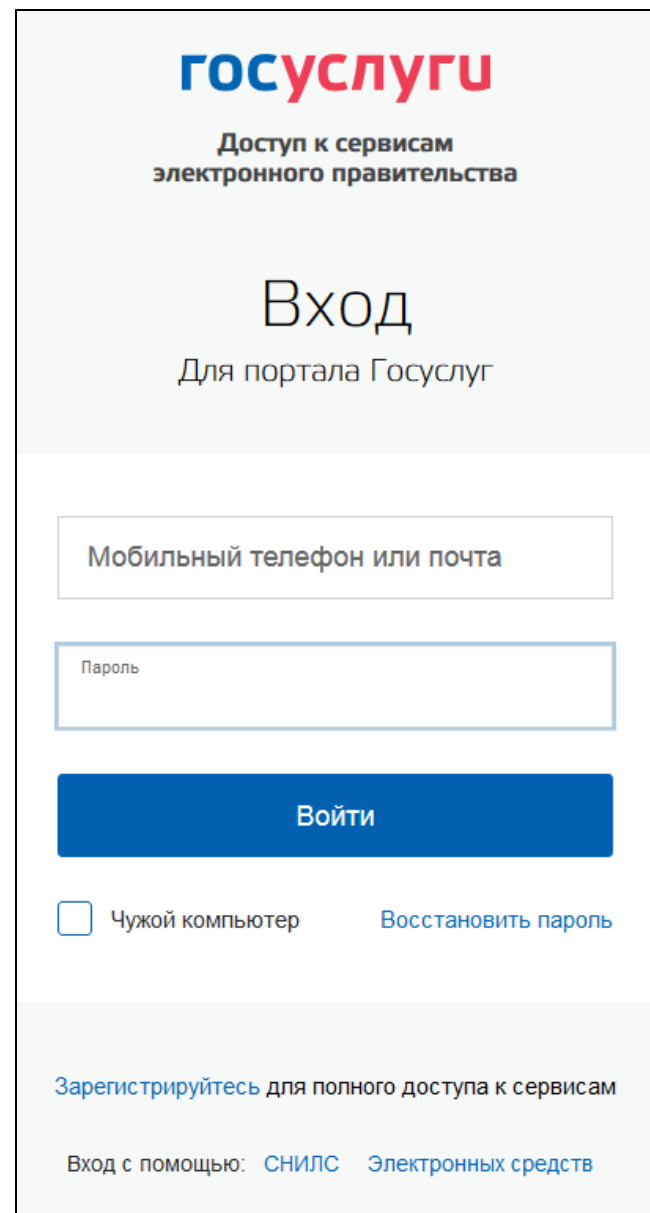 госуслуги
Доступ к сервисам
электронного правительства
Вход
Для портала Госуслуг
Мобильный телефон или почта
Пароль
Войти
Чужой компьютер Восстановить пароль
Зарегистрируйтесь для полного доступа к сервисам
Вход с помощью: СНИЛС Электронных средств